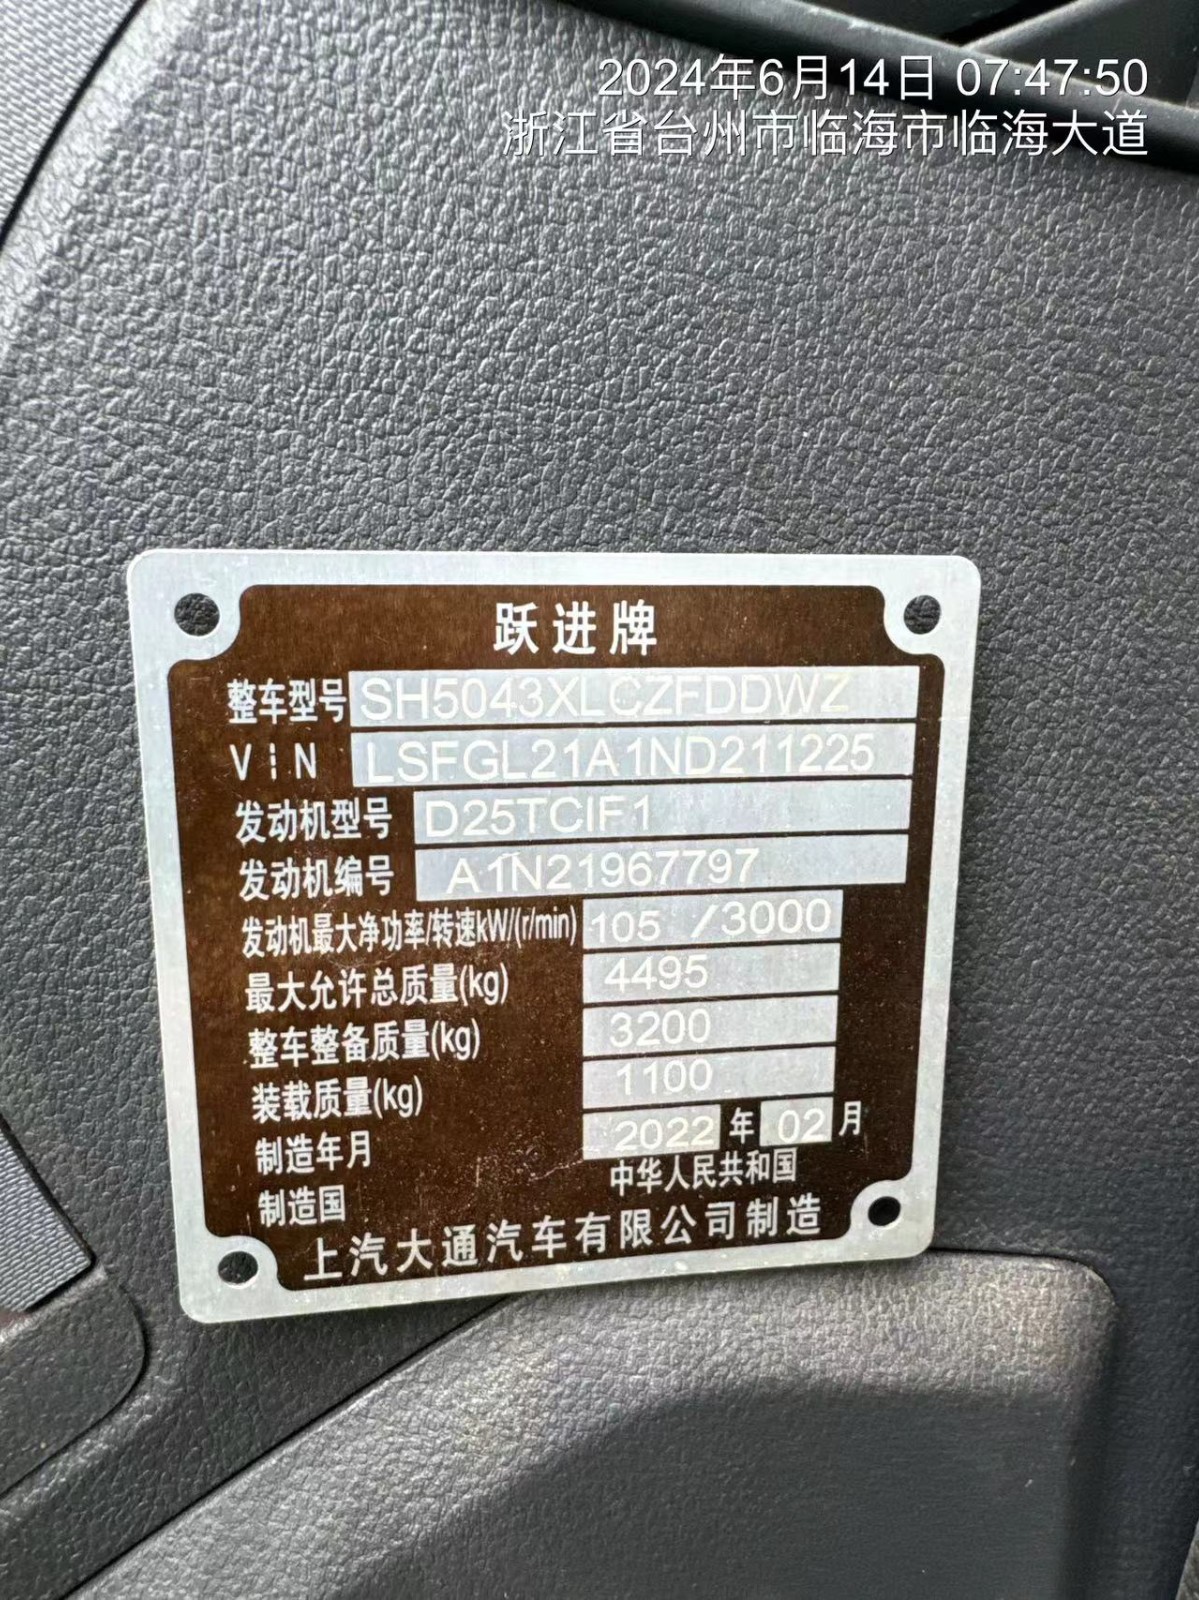 2024年6月14日 07:47:50
浙江省台州市临海市临海大道
跃进牌
整车型号 SH5043XLCZFDDWZ
VIN LSFGL21A1ND211225
发动机型号 D25TCIF1
发动机编号 A1N21967797
发动机最大净功率/转速kW/(r/min) 105 /3000
最大允许总质量(kg) 4495
整车整备质量(kg) 3200
装载质量(kg) 1100
制造年月 2022 年 02 月
制造国 中华人民共和国
上汽大通汽车有限公司制造